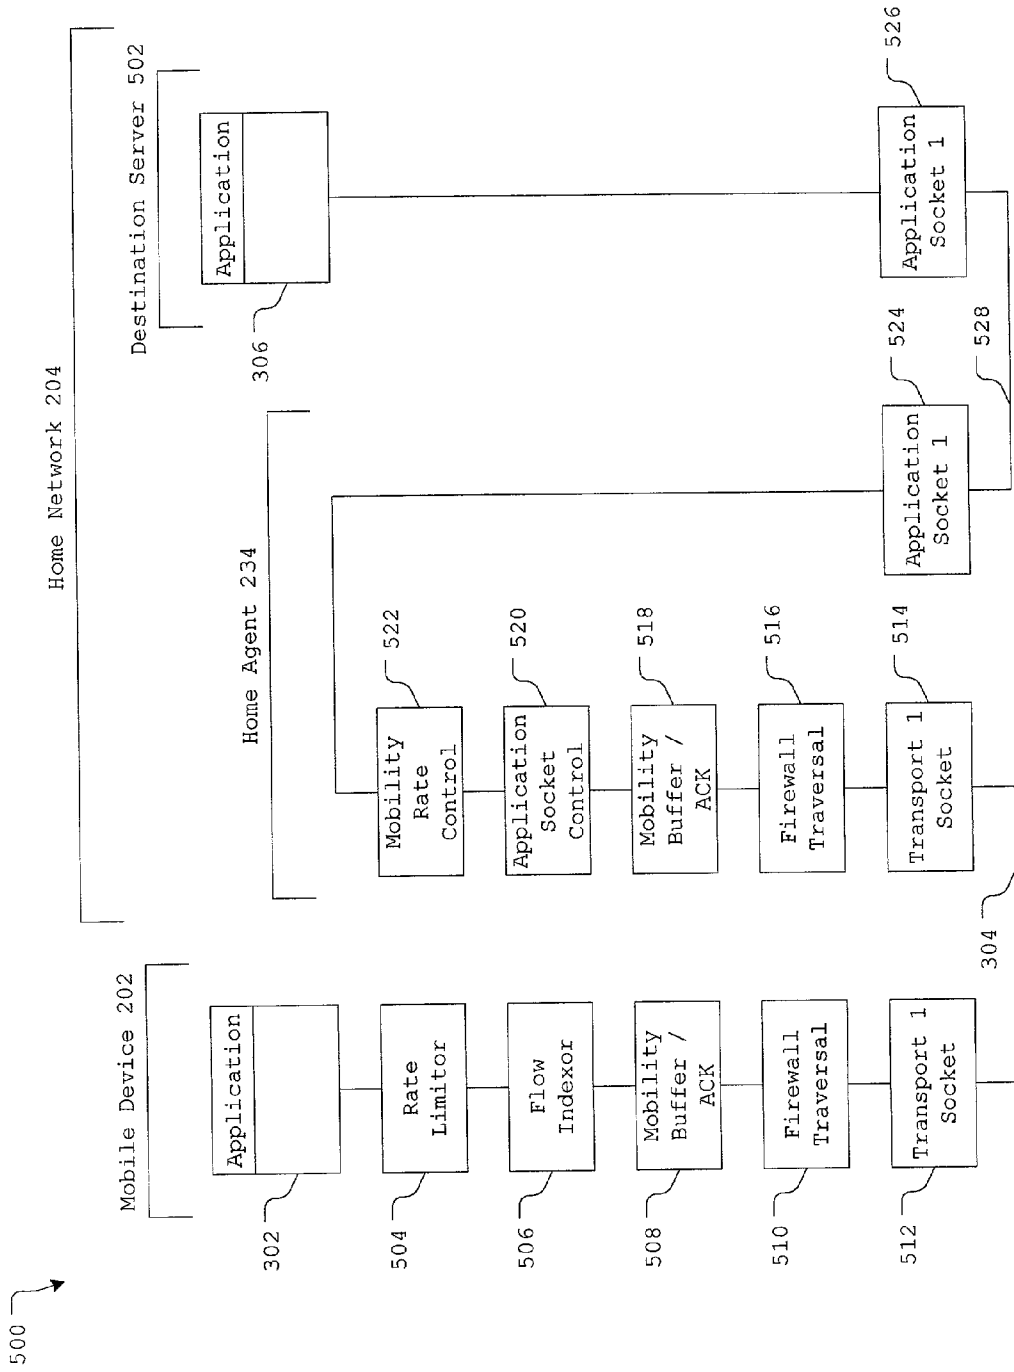 500
Home Network 204
Mobile Device 202
Home Agent 234
Destination Server 502
Application
302
Rate
Limitor
504
Flow
Indexor
506
Mobility
Buffer /
ACK
508
Firewall
Traversal
510
Transport 1
Socket
512
Mobility
Rate
Control
522
Application
Socket
Control
520
Mobility
Buffer /
ACK
518
Firewall
Traversal
516
Transport 1
Socket
514
304
Application
Socket 1
524
528
Application
306
Application
Socket 1
526